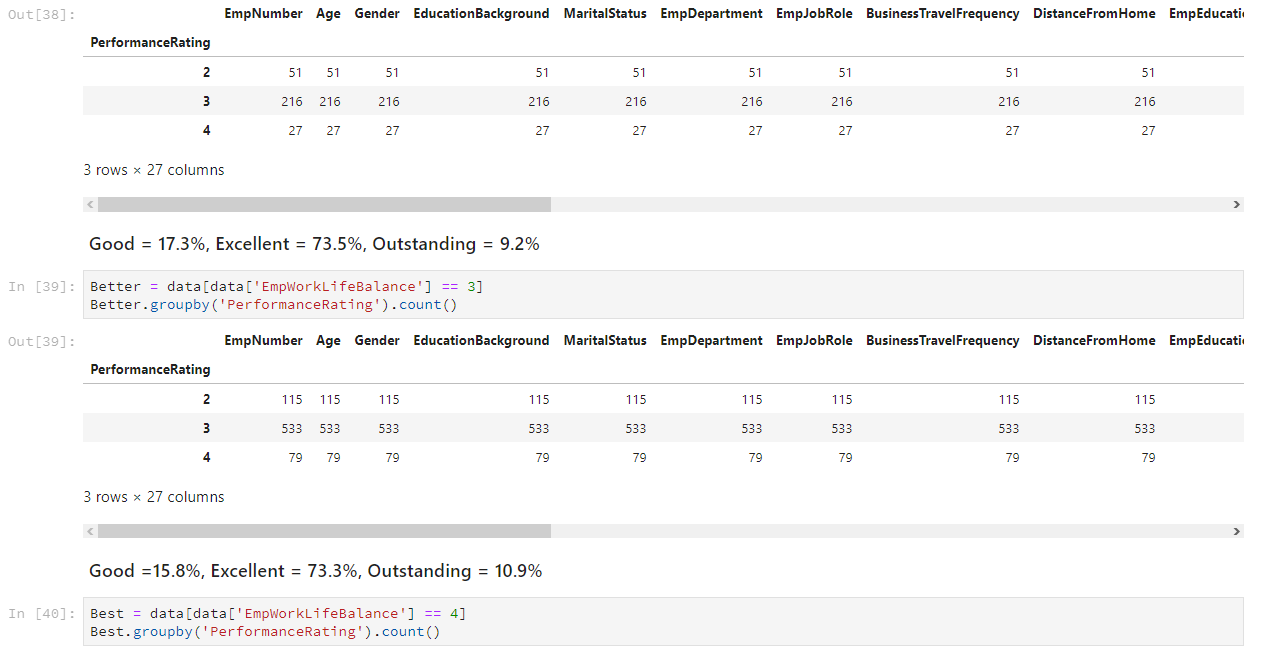 Out[38]:
EmpNumber Age Gender EducationBackground MaritalStatus EmpDepartment EmpJobRole BusinessTravelFrequency DistanceFromHome EmpEducati
PerformanceRating
2 51 51 51 51 51 51 51 51 51
3 216 216 216 216 216 216 216 216 216
4 27 27 27 27 27 27 27 27 27
3 rows × 27 columns
Good = 17.3%, Excellent = 73.5%, Outstanding = 9.2%
In [39]: Better = data[data['EmpWorkLifeBalance'] == 3]
Better.groupby('PerformanceRating').count()
Out[39]:
EmpNumber Age Gender EducationBackground MaritalStatus EmpDepartment EmpJobRole BusinessTravelFrequency DistanceFromHome EmpEducati
PerformanceRating
2 115 115 115 115 115 115 115 115 115
3 533 533 533 533 533 533 533 533 533
4 79 79 79 79 79 79 79 79 79
3 rows × 27 columns
Good =15.8%, Excellent = 73.3%, Outstanding = 10.9%
In [40]: Best = data[data['EmpWorkLifeBalance'] == 4]
Best.groupby('PerformanceRating').count()